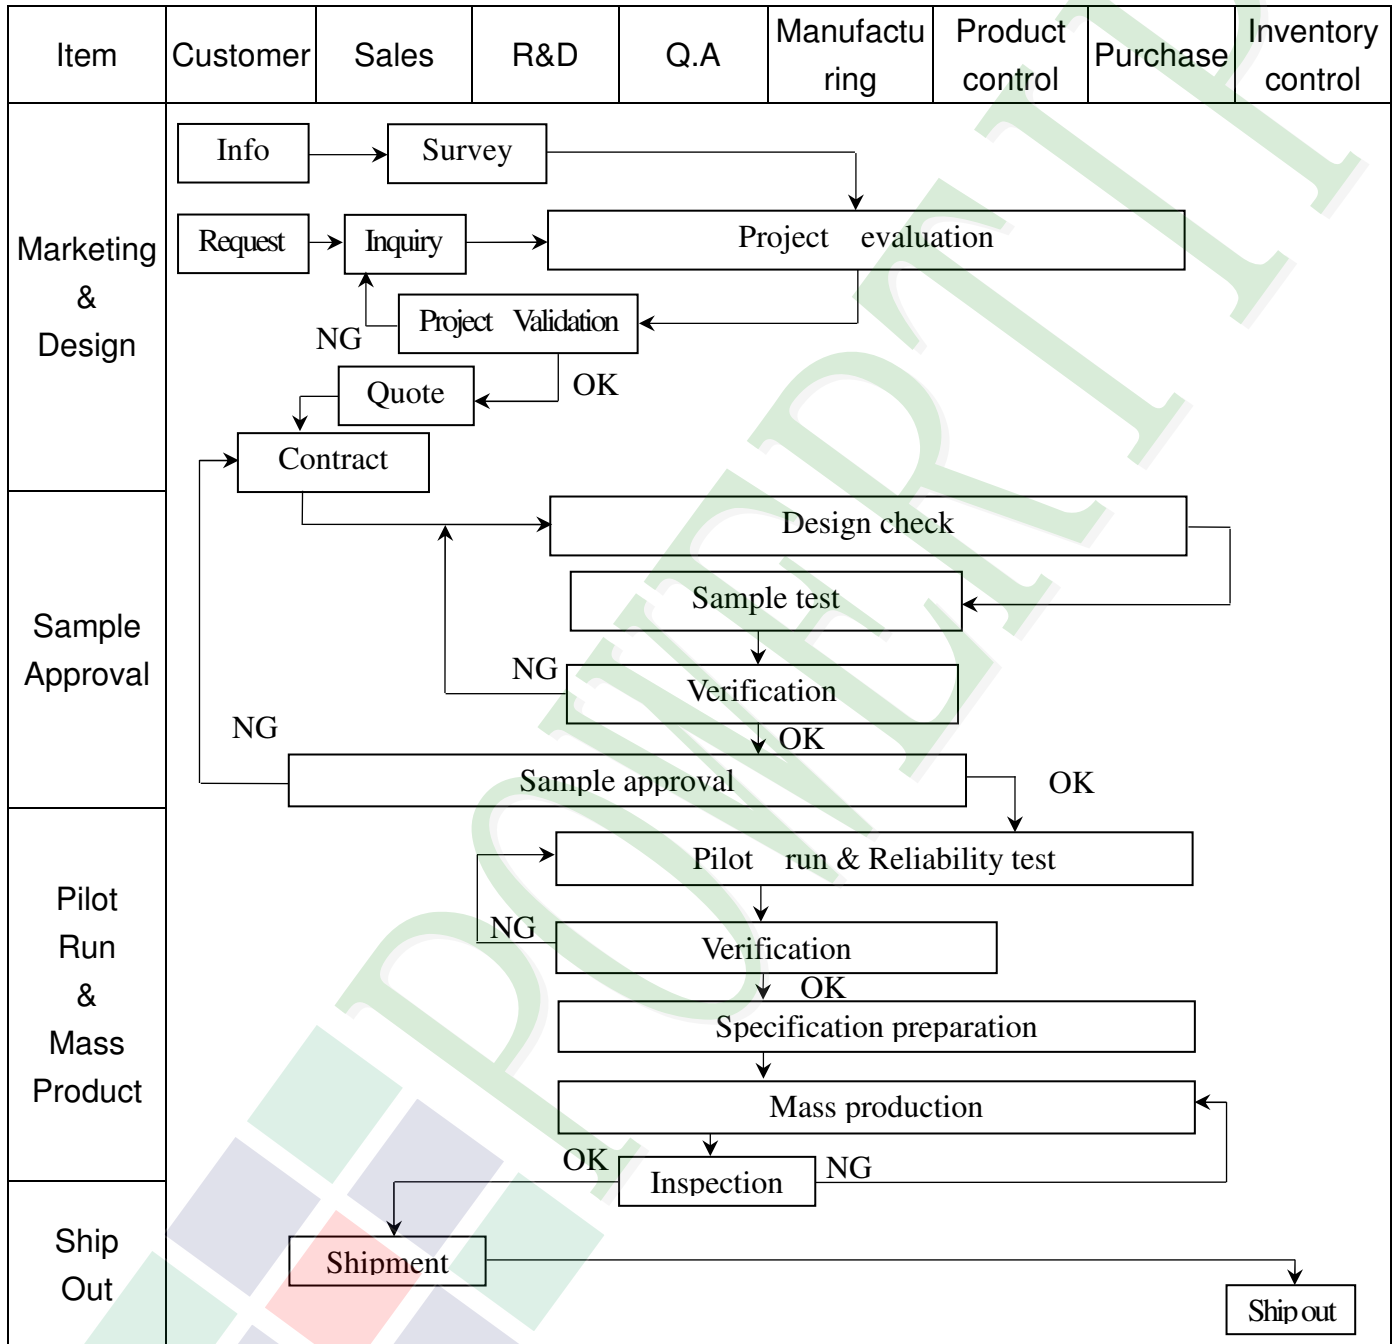 Item
Customer
Sales
R&D
Q.A
Manufactu
ring
Product
control
Purchase
Inventory
control
Marketing
&
Design
Info
Survey
Request
Inquiry
Project evaluation
NG
Project Validation
Quote
OK
Contract
Sample
Approval
Design check
Sample test
NG
Verification
NG
OK
Sample approval
OK
Pilot
Run
&
Mass
Product
Pilot run & Reliability test
NG
Verification
OK
Specification preparation
Mass production
OK
Inspection
NG
Ship
Out
Shipment
Ship out
POWERTIP